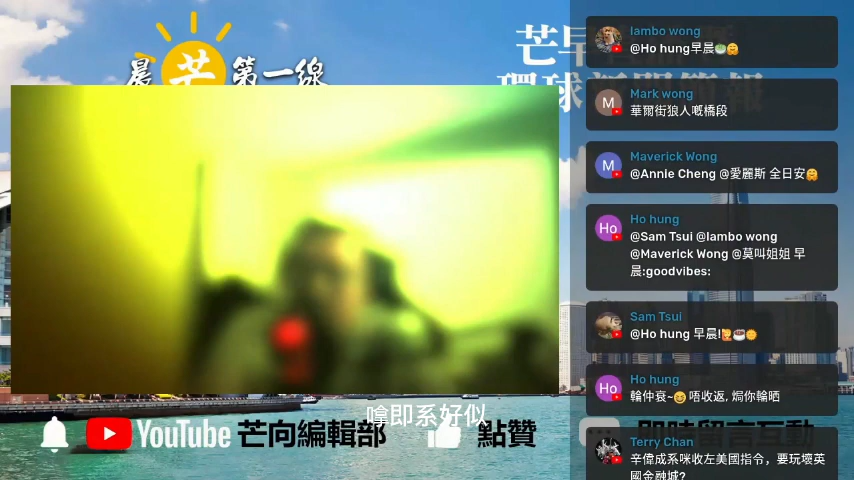 晨芒第一線
芒早
環球新聞簡報
lambo wong
@Ho hung早晨🍵🤗
Mark wong
華爾街狼人嘅橋段
Maverick Wong
@Annie Cheng @愛麗斯 全日安🤗
Ho hung
@Sam Tsui @lambo wong
@Maverick Wong @莫叫姐姐 早
晨:goodvibes:
Sam Tsui
@Ho hung 早晨!🙋☕🌞
Ho hung
輪仲衰~😆 唔收返, 焗你輪晒
Terry Chan
辛偉成系咪收左美國指令，要玩壞英
國金融城?
噲即系好似
YouTube 芒向編輯部
點贊
即時留言互動